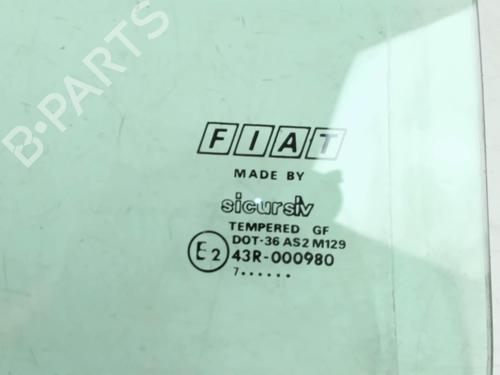 B-PARTS
FIAT
MADE BY
sicursiv
TEMPERED GF
DOT-36 AS2 M129
E2 43R-000980
7......